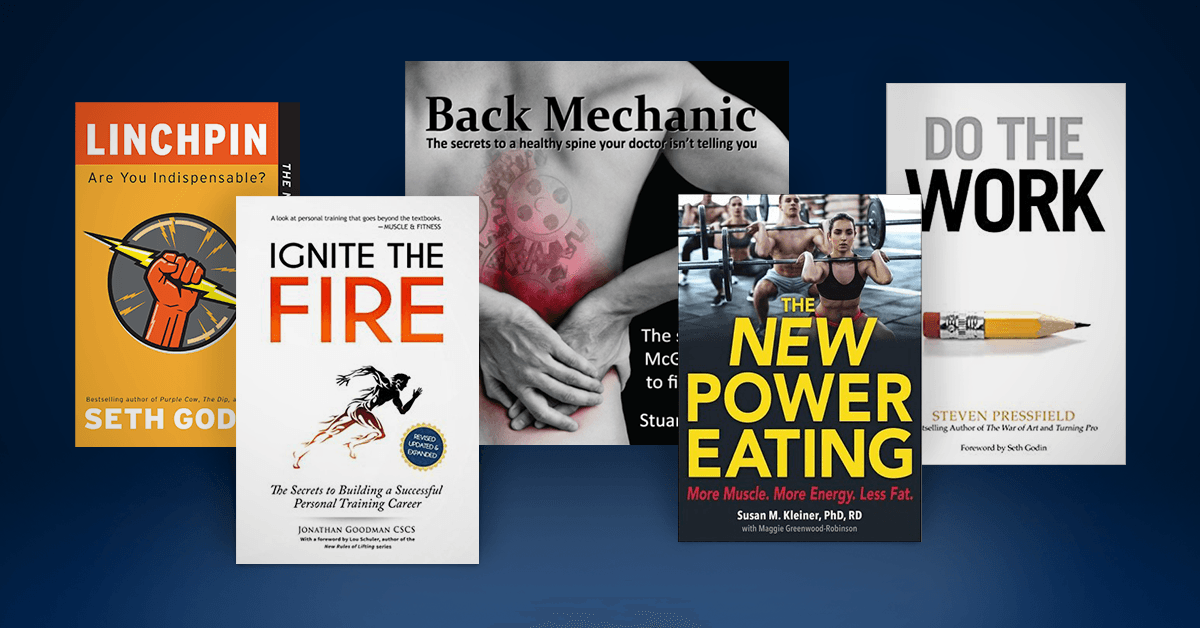 LINCHPIN
Are You Indispensable?
Bestselling author of Purple Cow, The Dip,
SETH GOD
THE
A look at personal training that goes beyond the textbooks.
—MUSCLE & FITNESS
IGNITE THE
FIRE
REVISED
UPDATED &
EXPANDED
The Secrets to Building a Successful
Personal Training Career
JONATHAN GOODMAN CSCS
With a foreword by Lou Schuler, author of the
New Rules of Lifting series
Back Mechanic
The secrets to a healthy spine your doctor isn't telling you
The
McG
to fi
Stuar
THE
NEW
POWER
EATING
More Muscle. More Energy. Less Fat.
Susan M. Kleiner, PhD, RD
with Maggie Greenwood-Robinson
DO THE
WORK
STEVEN PRESSFIELD
tselling Author of The War of Art and Turning Pro
Foreword by Seth Godin